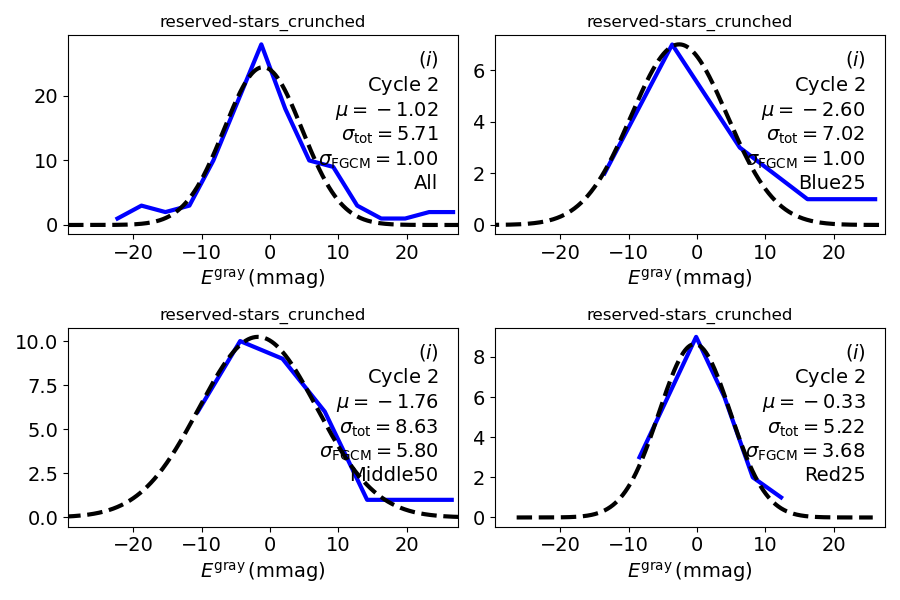 reserved-stars_crunched
(i)
Cycle 2
μ = −1.02
σtot = 5.71
σFGCM = 1.00
All
20
10
0
−20 −10 0 10 20
E^gray (mmag)
reserved-stars_crunched
(i)
Cycle 2
μ = −2.60
σtot = 7.02
σFGCM = 1.00
Blue25
6
4
2
0
−20 −10 0 10 20
E^gray (mmag)
reserved-stars_crunched
(i)
Cycle 2
μ = −1.76
σtot = 8.63
σFGCM = 5.80
Middle50
10.0
7.5
5.0
2.5
0.0
−20 −10 0 10 20
E^gray (mmag)
reserved-stars_crunched
(i)
Cycle 2
μ = −0.33
σtot = 5.22
σFGCM = 3.68
Red25
8
6
4
2
0
−20 −10 0 10 20
E^gray (mmag)